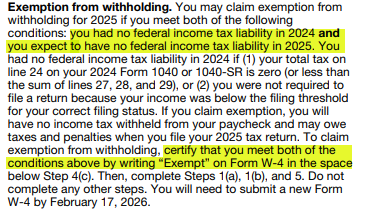 Exemption from withholding. You may claim exemption from
withholding for 2025 if you meet both of the following
conditions: you had no federal income tax liability in 2024 and
you expect to have no federal income tax liability in 2025. You
had no federal income tax liability in 2024 if (1) your total tax on
line 24 on your 2024 Form 1040 or 1040-SR is zero (or less than
the sum of lines 27, 28, and 29), or (2) you were not required to
file a return because your income was below the filing threshold
for your correct filing status. If you claim exemption, you will
have no income tax withheld from your paycheck and may owe
taxes and penalties when you file your 2025 tax return. To claim
exemption from withholding, certify that you meet both of the
conditions above by writing “Exempt” on Form W-4 in the space
below Step 4(c). Then, complete Steps 1(a), 1(b), and 5. Do not
complete any other steps. You will need to submit a new Form
W-4 by February 17, 2026.